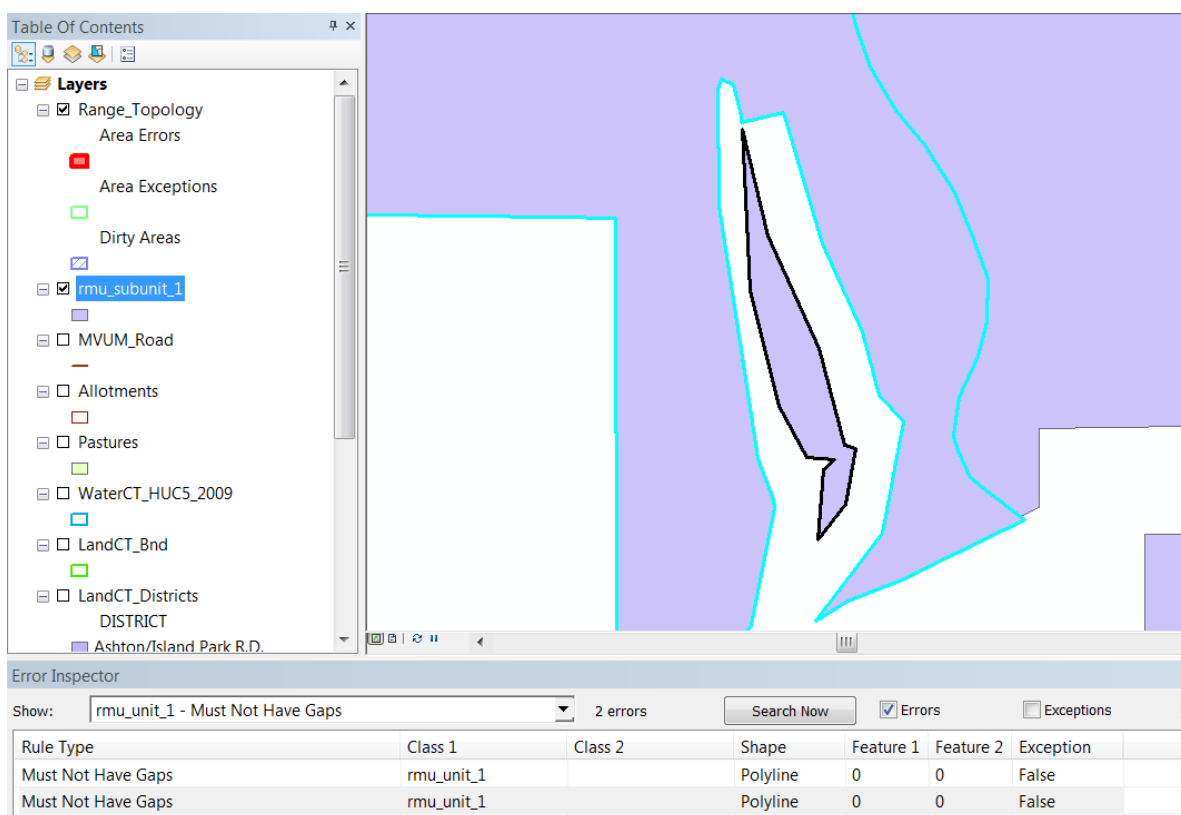 Table Of Contents
Layers
Range_Topology
Area Errors
Area Exceptions
Dirty Areas
rmu_subunit_1
MVUM_Road
Allotments
Pastures
WaterCT_HUC5_2009
LandCT_Bnd
LandCT_Districts
DISTRICT
Ashton/Island Park R.D.
Error Inspector
Show: rmu_unit_1 - Must Not Have Gaps 2 errors Search Now Errors Exceptions
Rule Type Class 1 Class 2 Shape Feature 1 Feature 2 Exception
Must Not Have Gaps rmu_unit_1 Polyline 0 0 False
Must Not Have Gaps rmu_unit_1 Polyline 0 0 False